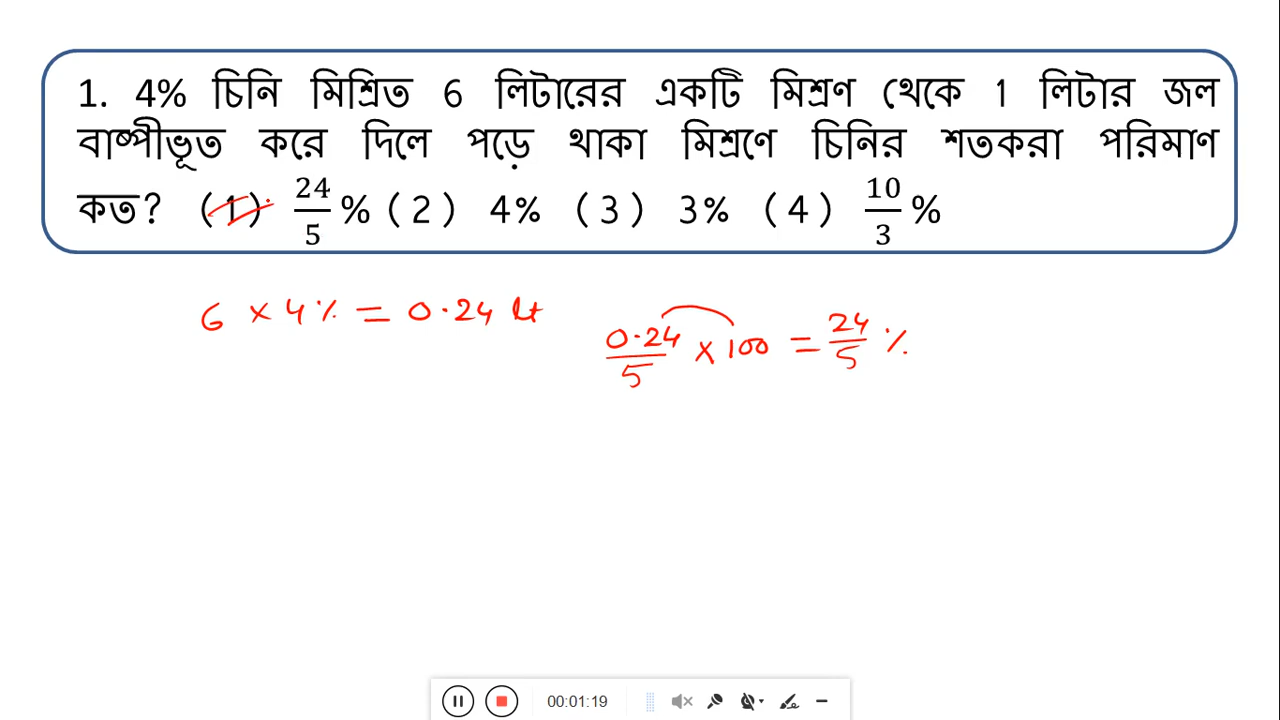 1. 4% চিনি মিশ্রিত 6 লিটারের একটি মিশ্রণ থেকে 1 লিটার জল
বাষ্পীভূত করে দিলে পড়ে থাকা মিশ্রণে চিনির শতকরা পরিমাণ
কত? (1) 24/5 % (2) 4% (3) 3% (4) 10/3 %
6 × 4% = 0.24 lt
0.24/5 × 100 = 24/5 %
00:01:19